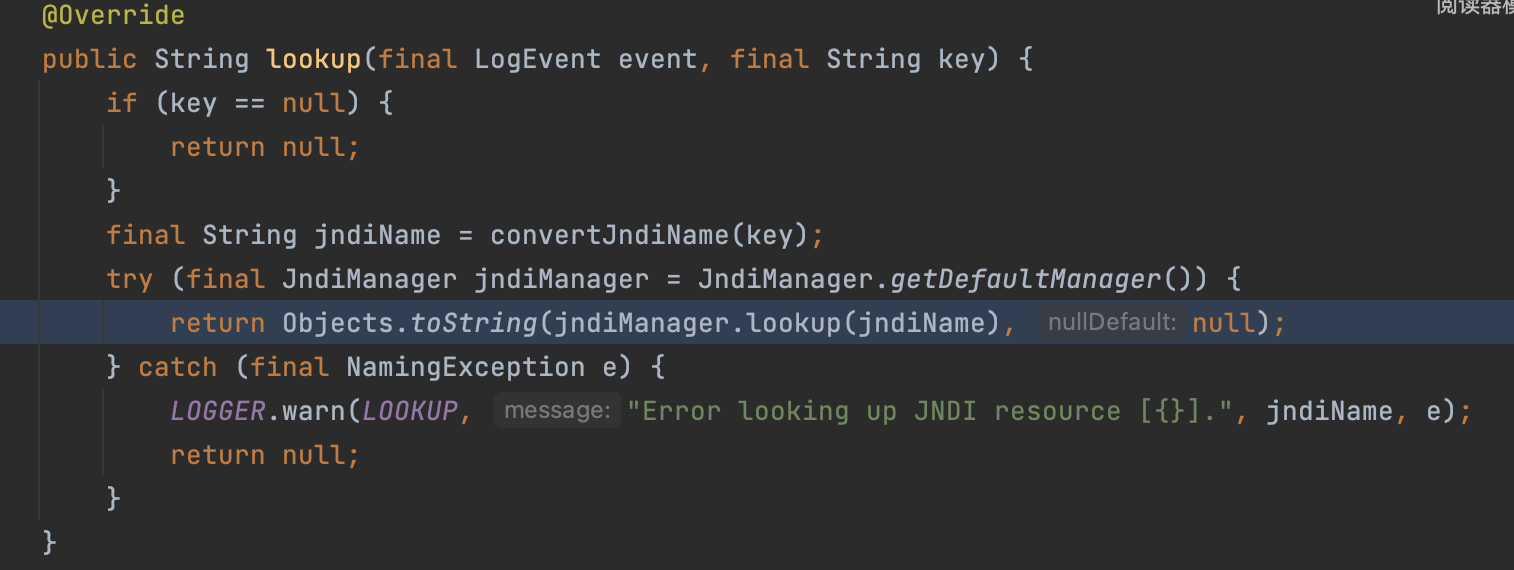 阅读器模
@Override
public String lookup(final LogEvent event, final String key) {
    if (key == null) {
        return null;
    }
    final String jndiName = convertJndiName(key);
    try (final JndiManager jndiManager = JndiManager.getDefaultManager()) {
        return Objects.toString(jndiManager.lookup(jndiName), nullDefault: null);
    } catch (final NamingException e) {
        LOGGER.warn(LOOKUP, message: "Error looking up JNDI resource [{}].", jndiName, e);
        return null;
    }
}